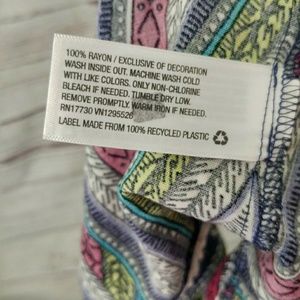 100% RAYON / EXCLUSIVE OF DECORATION
WASH INSIDE OUT. MACHINE WASH COLD
WITH LIKE COLORS. ONLY NON-CHLORINE
BLEACH IF NEEDED. TUMBLE DRY LOW.
REMOVE PROMPTLY. WARM IRON IF NEEDED.
RN17730 VN1295526
LABEL MADE FROM 100% RECYCLED PLASTIC